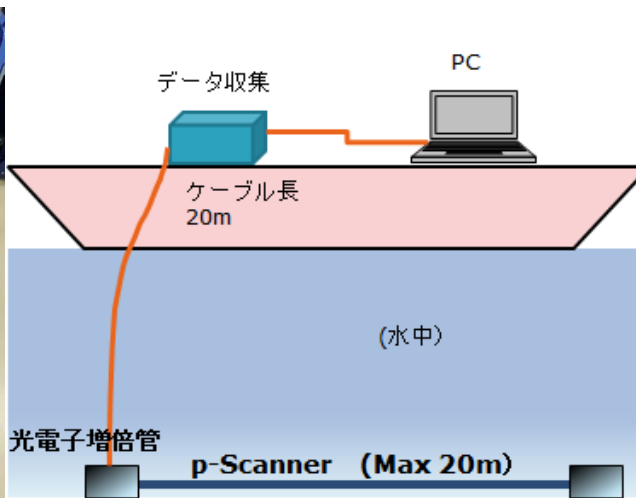 PC
データ収集
ケーブル長
20m
(水中)
光電子増倍管
p-Scanner (Max 20m)